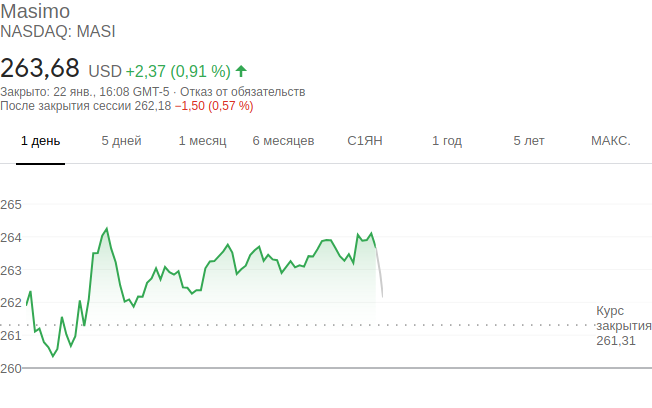 Masimo
NASDAQ: MASI
263,68 USD +2,37 (0,91 %)
Закрыто: 22 янв., 16:08 GMT-5 · Отказ от обязательств
После закрытия сессии 262,18 −1,50 (0,57 %)
1 день 5 дней 1 месяц 6 месяцев С1ЯН 1 год 5 лет МАКС.
265
264
263
262
261
260
Курс
закрытия
261,31